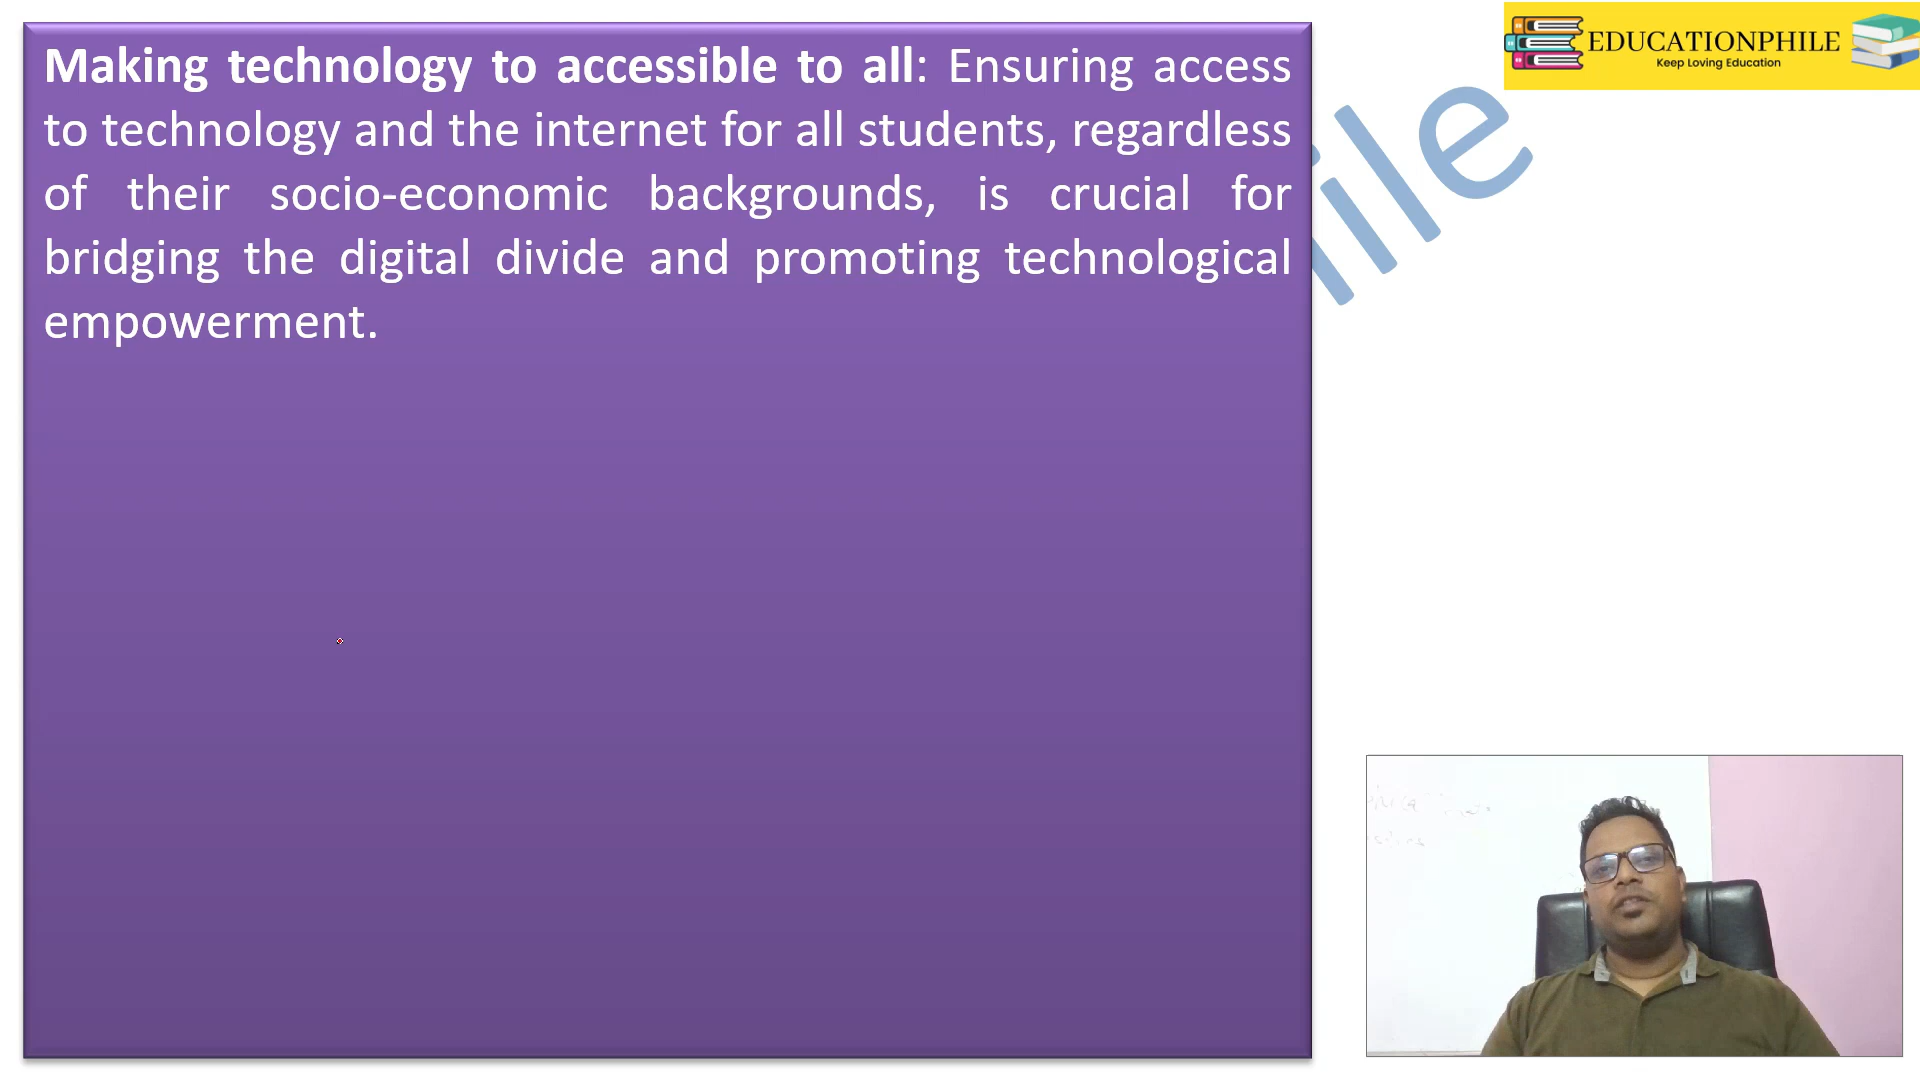 Making technology to accessible to all: Ensuring access
to technology and the internet for all students, regardless
of their socio-economic backgrounds, is crucial for
bridging the digital divide and promoting technological
empowerment.
EDUCATIONPHILE
Keep Loving Education
ile